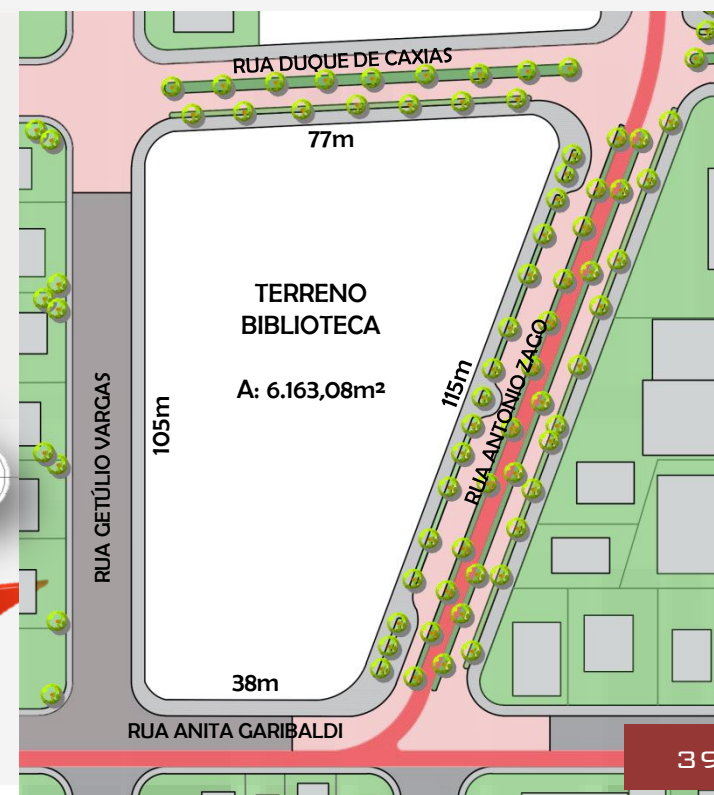 RUA DUQUE DE CAXIAS
77m
TERRENO
BIBLIOTECA
A: 6.163,08m²
RUA GETÚLIO VARGAS
105m
115m
RUA ANTONIO ZAGO
38m
RUA ANITA GARIBALDI
39